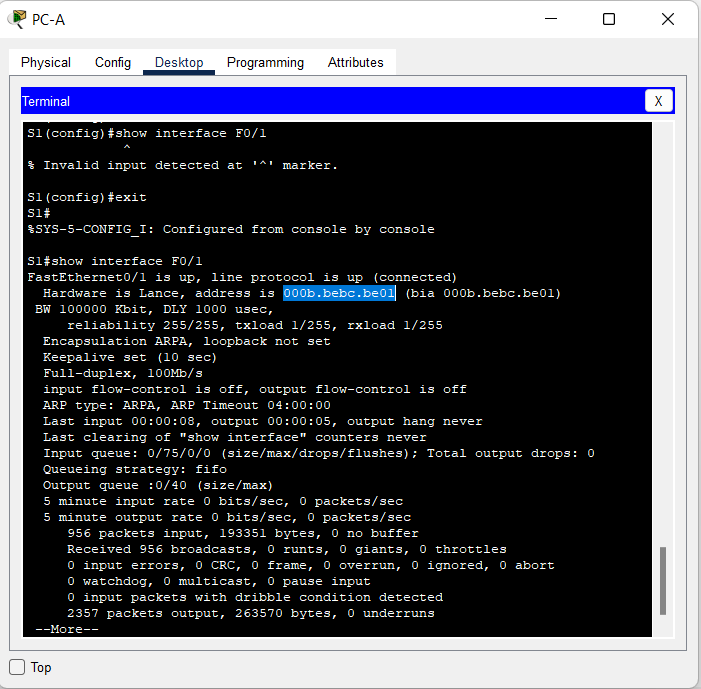 PC-A
Physical Config Desktop Programming Attributes
Terminal X
S1(config)#show interface F0/1
^
% Invalid input detected at '^' marker.
S1(config)#exit
S1#
%SYS-5-CONFIG_I: Configured from console by console
S1#show interface F0/1
FastEthernet0/1 is up, line protocol is up (connected)
Hardware is Lance, address is 000b.bebc.be01 (bia 000b.bebc.be01)
BW 100000 Kbit, DLY 1000 usec,
reliability 255/255, txload 1/255, rxload 1/255
Encapsulation ARPA, loopback not set
Keepalive set (10 sec)
Full-duplex, 100Mb/s
input flow-control is off, output flow-control is off
ARP type: ARPA, ARP Timeout 04:00:00
Last input 00:00:08, output 00:00:05, output hang never
Last clearing of "show interface" counters never
Input queue: 0/75/0/0 (size/max/drops/flushes); Total output drops: 0
Queueing strategy: fifo
Output queue :0/40 (size/max)
5 minute input rate 0 bits/sec, 0 packets/sec
5 minute output rate 0 bits/sec, 0 packets/sec
956 packets input, 193351 bytes, 0 no buffer
Received 956 broadcasts, 0 runts, 0 giants, 0 throttles
0 input errors, 0 CRC, 0 frame, 0 overrun, 0 ignored, 0 abort
0 watchdog, 0 multicast, 0 pause input
0 input packets with dribble condition detected
2357 packets output, 263570 bytes, 0 underruns
--More--
Top